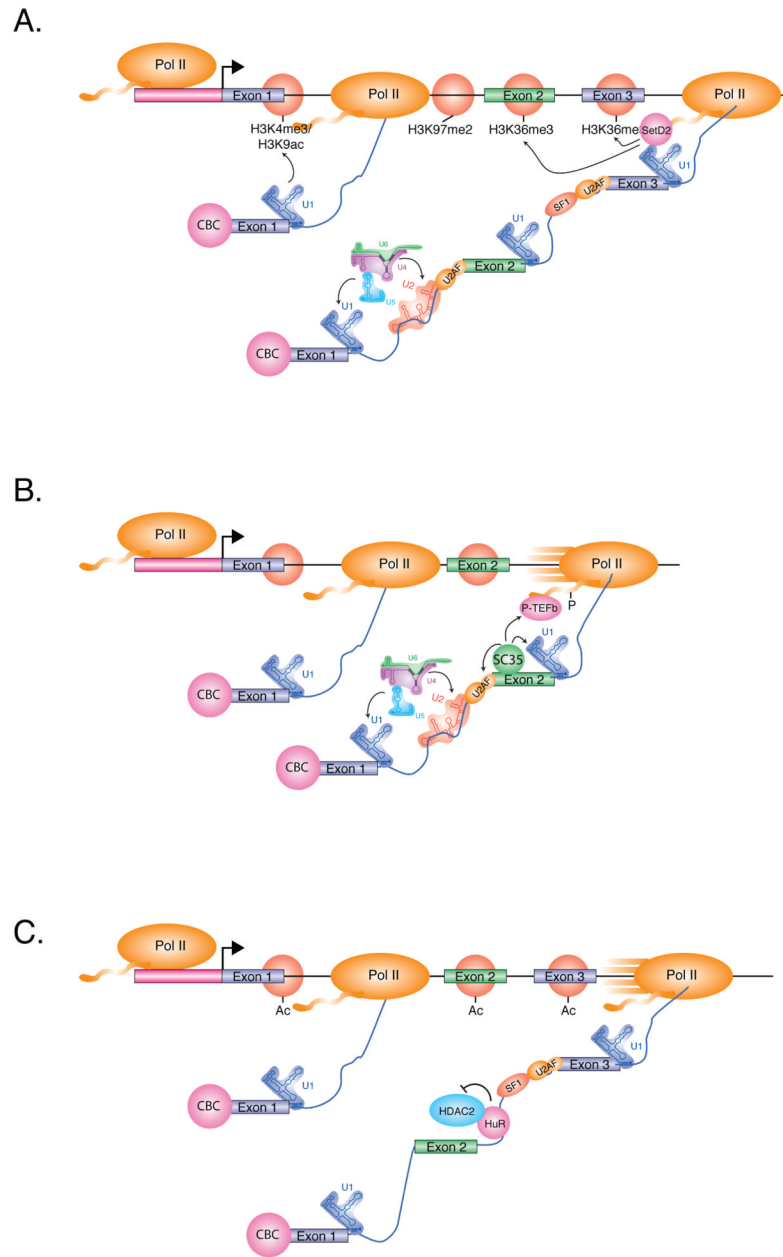 A.
Pol II
Exon 1
Pol II
Exon 2
Exon 3
Pol II
H3K4me3/
H3K9ac
H3K97me2
H3K36me3
H3K36me
SetD2
U1
CBC
Exon 1
U1
SF1
U2AF
Exon 3
U1
U6
U4
U5
U2
U2AF
Exon 2
U1
CBC
Exon 1
B.
Pol II
Exon 1
Pol II
Exon 2
Pol II
P-TEFb
P
U1
CBC
Exon 1
U1
SC35
U2AF
Exon 2
U6
U4
U5
U2
U1
CBC
Exon 1
C.
Pol II
Exon 1
Pol II
Exon 2
Exon 3
Pol II
Ac
Ac
Ac
U1
CBC
Exon 1
U1
SF1
U2AF
Exon 3
HDAC2
HuR
Exon 2
U1
CBC
Exon 1